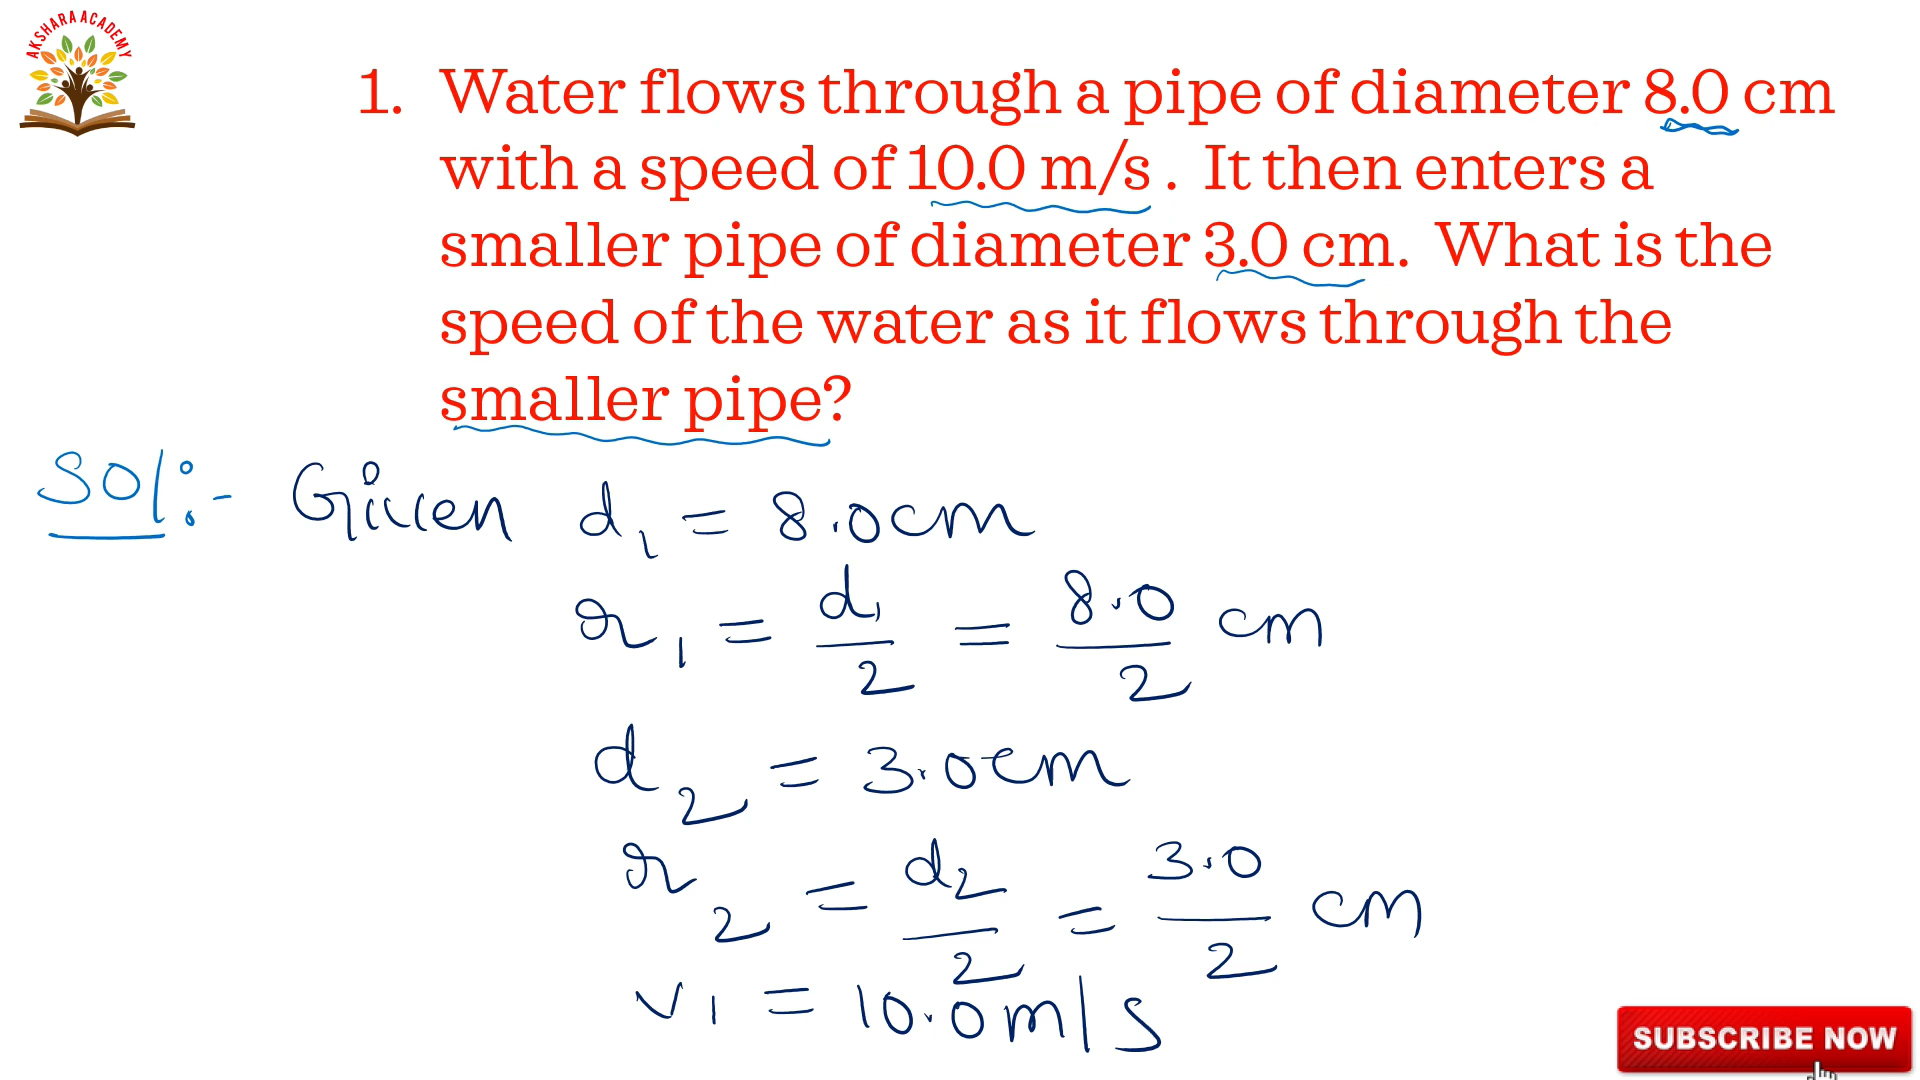 AKSHARA ACADEMY
1. Water flows through a pipe of diameter 8.0 cm
with a speed of 10.0 m/s . It then enters a
smaller pipe of diameter 3.0 cm. What is the
speed of the water as it flows through the
smaller pipe?
Sol:- Given d₁ = 8.0cm
r₁ = d₁/2 = 8.0/2 cm
d₂ = 3.0cm
r₂ = d₂/2 = 3.0/2 cm
v₁ = 10.0m/s
SUBSCRIBE NOW